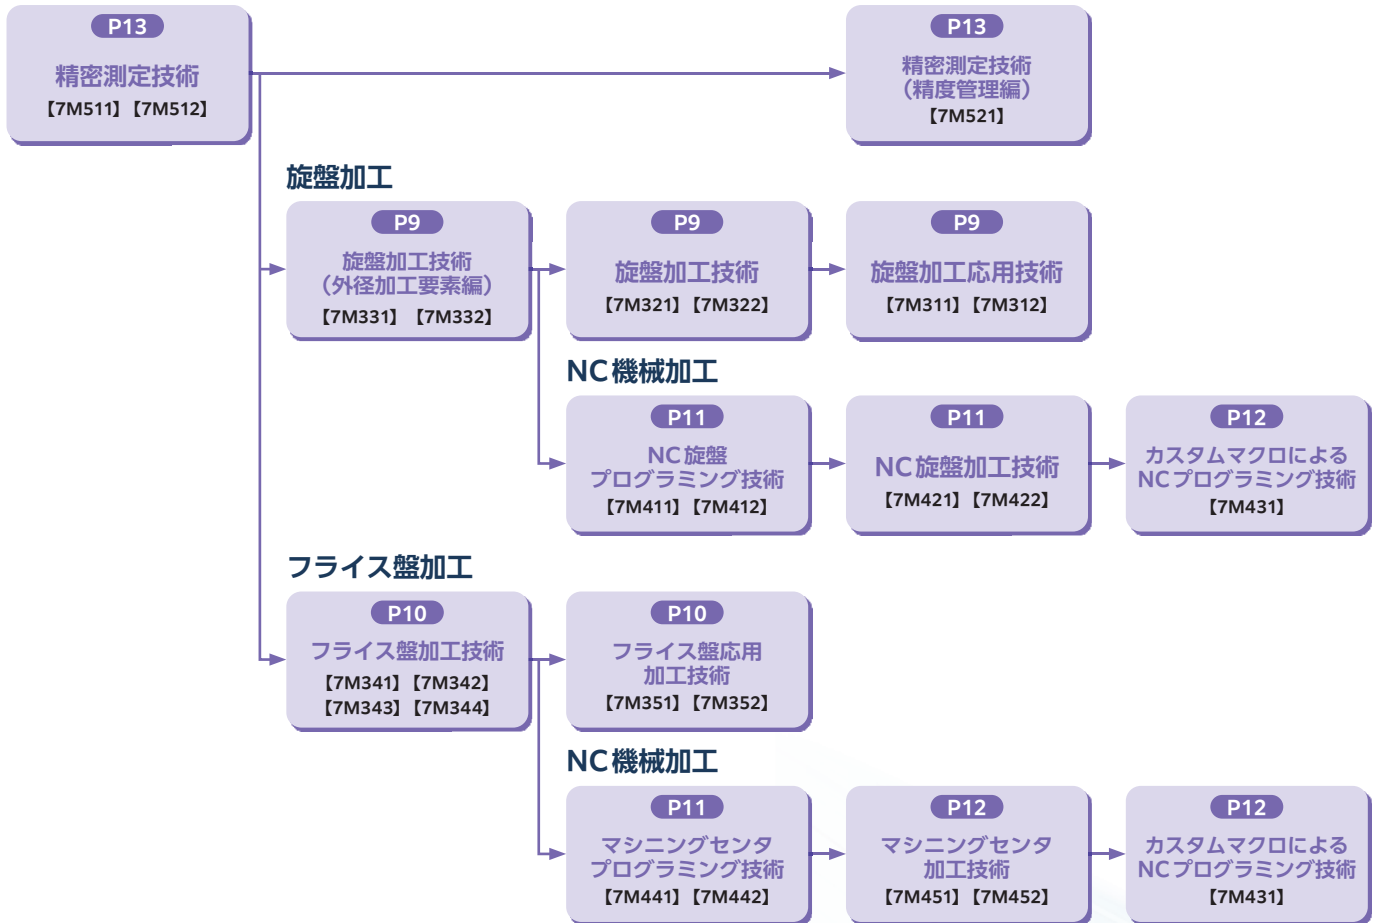 P13
精密測定技術
【7M511】【7M512】
P13
精密測定技術
（精度管理編）
【7M521】
旋盤加工
P9
旋盤加工技術
（外径加工要素編）
【7M331】【7M332】
P9
旋盤加工技術
【7M321】【7M322】
P9
旋盤加工応用技術
【7M311】【7M312】
NC機械加工
P11
NC旋盤
プログラミング技術
【7M411】【7M412】
P11
NC旋盤加工技術
【7M421】【7M422】
P12
カスタムマクロによる
NCプログラミング技術
【7M431】
フライス盤加工
P10
フライス盤加工技術
【7M341】【7M342】
【7M343】【7M344】
P10
フライス盤応用
加工技術
【7M351】【7M352】
NC機械加工
P11
マシニングセンタ
プログラミング技術
【7M441】【7M442】
P12
マシニングセンタ
加工技術
【7M451】【7M452】
P12
カスタムマクロによる
NCプログラミング技術
【7M431】